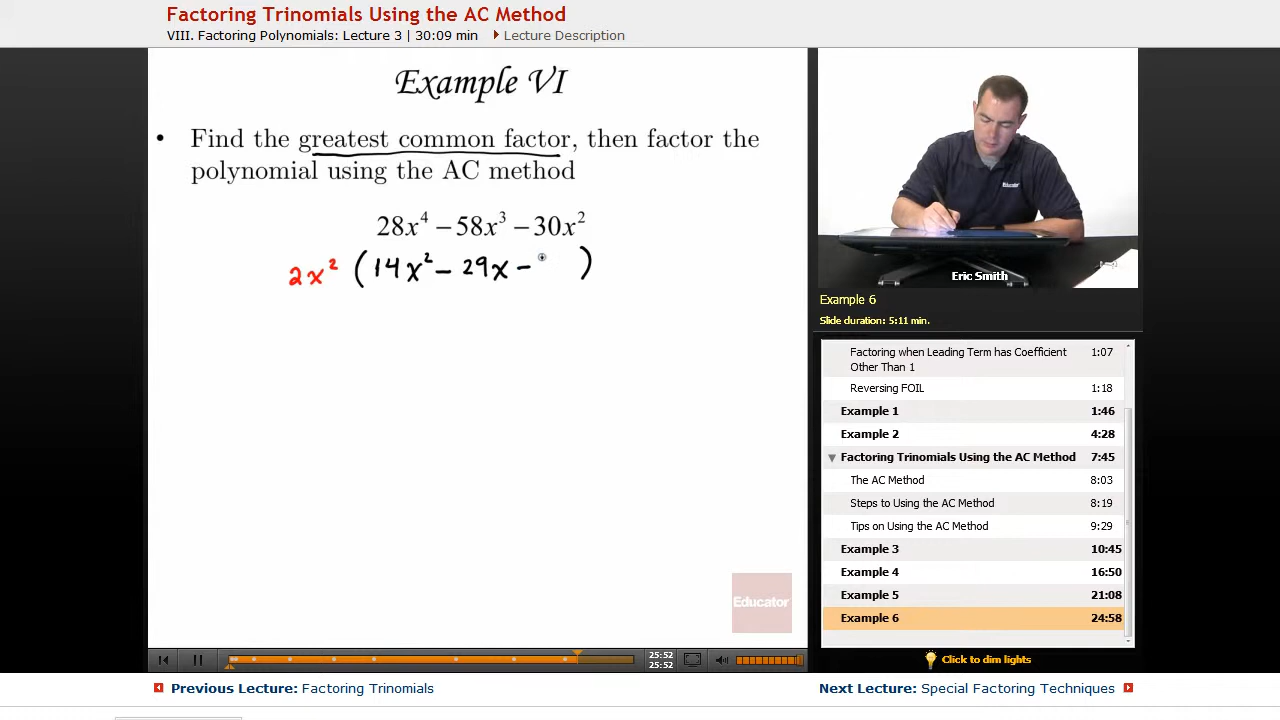 Factoring Trinomials Using the AC Method
VIII. Factoring Polynomials: Lecture 3 | 30:09 min
Lecture Description
Example VI
• Find the greatest common factor, then factor the
polynomial using the AC method
28x⁴ − 58x³ − 30x²
2x² (14x² − 29x − )
Educator
Educator
Eric Smith
Example 6
Slide duration: 5:11 min.
Factoring when Leading Term has Coefficient
Other Than 1 1:07
Reversing FOIL 1:18
Example 1 1:46
Example 2 4:28
Factoring Trinomials Using the AC Method 7:45
The AC Method 8:03
Steps to Using the AC Method 8:19
Tips on Using the AC Method 9:29
Example 3 10:45
Example 4 16:50
Example 5 21:08
Example 6 24:58
25:52
25:52
Click to dim lights
Previous Lecture: Factoring Trinomials
Next Lecture: Special Factoring Techniques